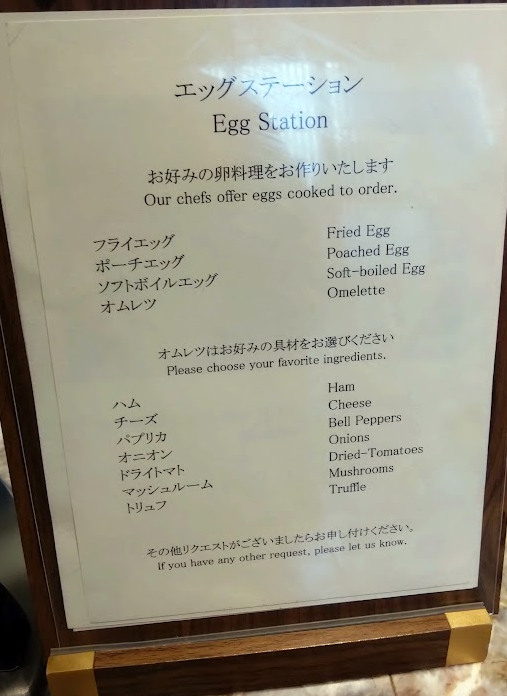 エッグステーション
Egg Station
お好みの卵料理をお作りいたします
Our chefs offer eggs cooked to order.
フライエッグ Fried Egg
ポーチエッグ Poached Egg
ソフトボイルエッグ Soft-boiled Egg
オムレツ Omelette
オムレツはお好みの具材をお選びください
Please choose your favorite ingredients.
ハム Ham
チーズ Cheese
パプリカ Bell Peppers
オニオン Onions
ドライトマト Dried-Tomatoes
マッシュルーム Mushrooms
トリュフ Truffle
その他リクエストがございましたらお申し付けください。
If you have any other request, please let us know.